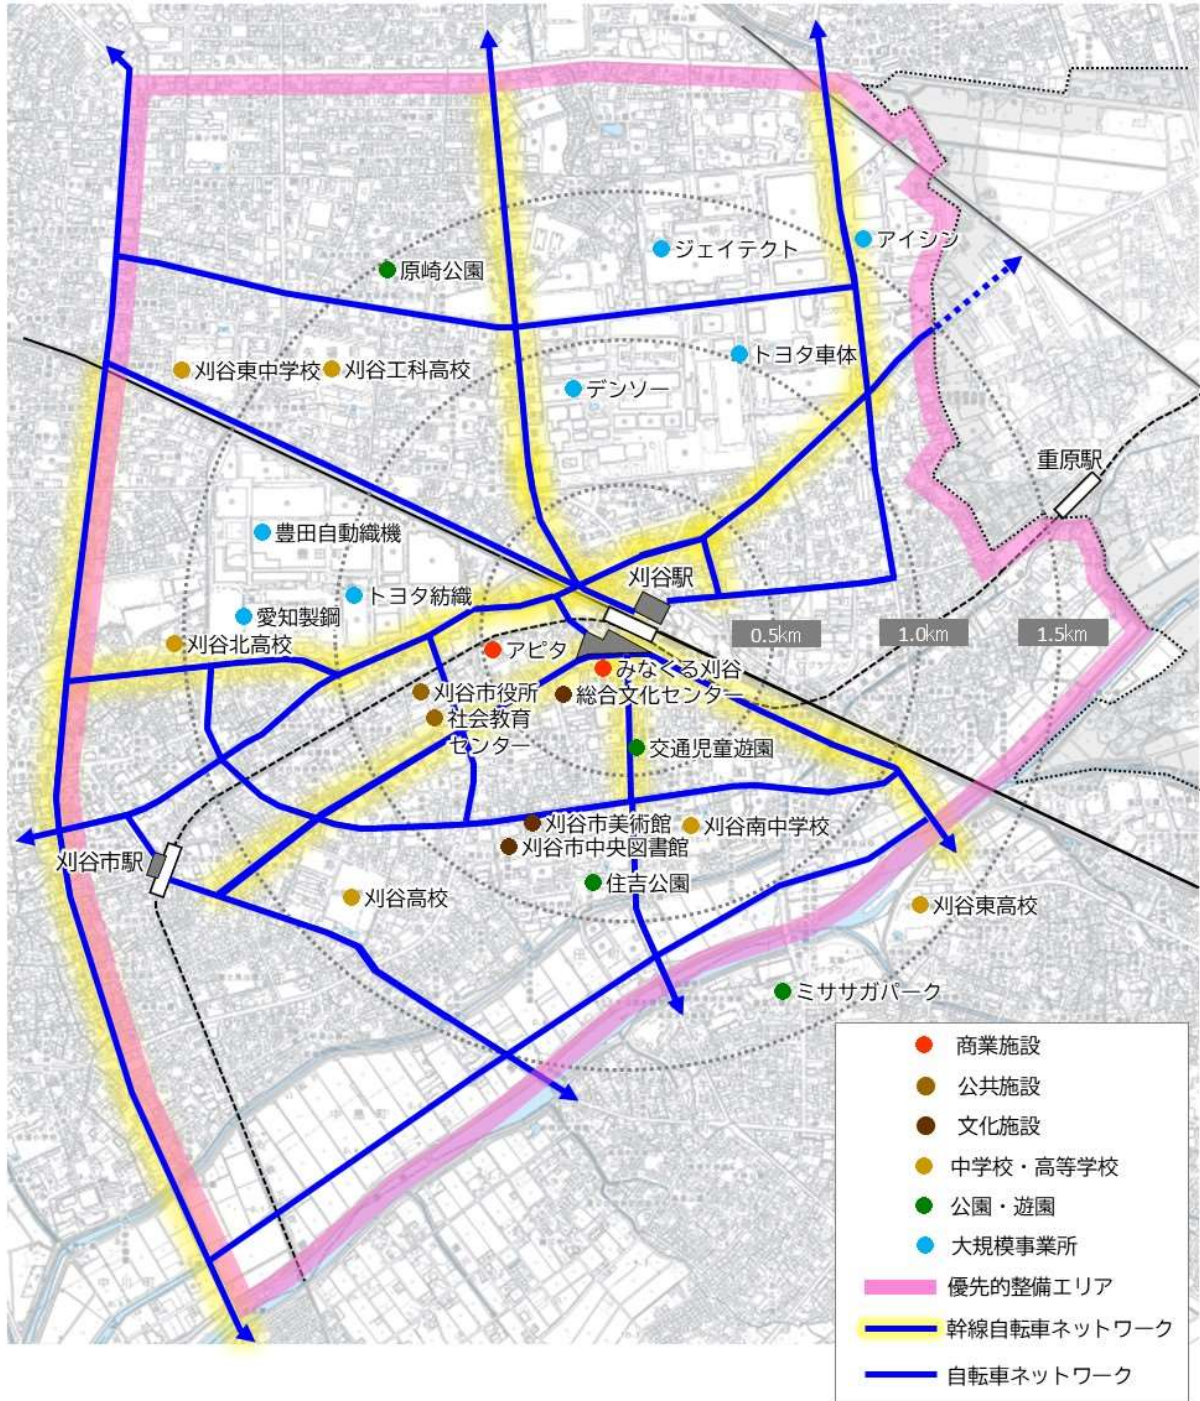 ジェイテクト
アイシン
原崎公園
刈谷東中学校
刈谷工科高校
トヨタ車体
デンソー
重原駅
豊田自動織機
トヨタ紡織
刈谷駅
愛知製鋼
刈谷北高校
0.5km
1.0km
1.5km
アピタ
みなくる刈谷
刈谷市役所
総合文化センター
社会教育
センター
交通児童遊園
刈谷市美術館
刈谷南中学校
刈谷市中央図書館
刈谷市駅
住吉公園
刈谷高校
刈谷東高校
ミササガパーク
商業施設
公共施設
文化施設
中学校・高等学校
公園・遊園
大規模事業所
優先的整備エリア
幹線自転車ネットワーク
自転車ネットワーク